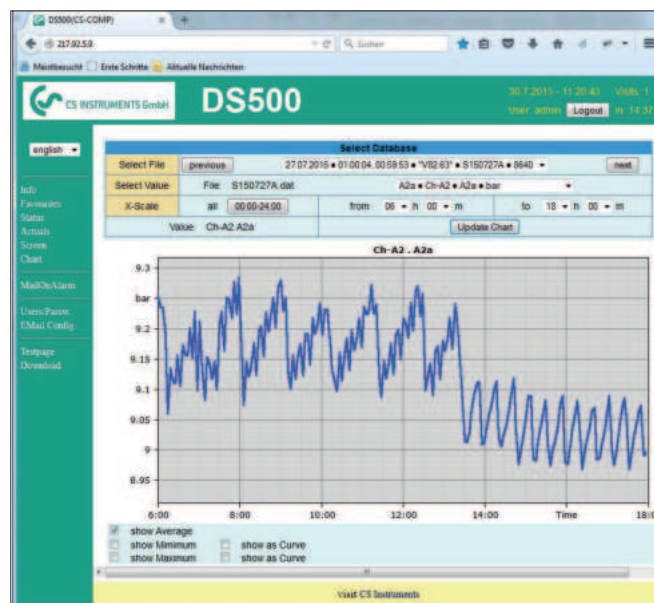 DS500(CS-COMP) × +
217.92.5.9 Suchen
Meistbesucht Erste Schritte Aktuelle Nachrichten
CS INSTRUMENTS GmbH DS500
30.7.2015 - 11:20:43 Visits: 1
User: admin Logout in: 14:37
english
Info
Favourites
Status
Actuals
Screen
Chart
MailOnAlarm
Users/Passw.
EMail Config.
Testpage
Download
Select Database
Select File previous 27.07.2015 • 01:00:04..00:59:53 • "V82.63" • S150727A • 8640 next
Select Value File S150727A.dat A2a • Ch-A2 • A2a • bar
X-Scale all 00:00-24:00 from 06 h 00 m to 18 h 00 m
Value Ch-A2.A2a Update Chart
Ch-A2 . A2a
9.3
bar
9.2
9.15
9.1
9.05
9
8.95
6:00 8:00 10:00 12:00 14:00 Time 18:0
show Average
show Minimum show as Curve
show Maximum show as Curve
Visit CS Instruments